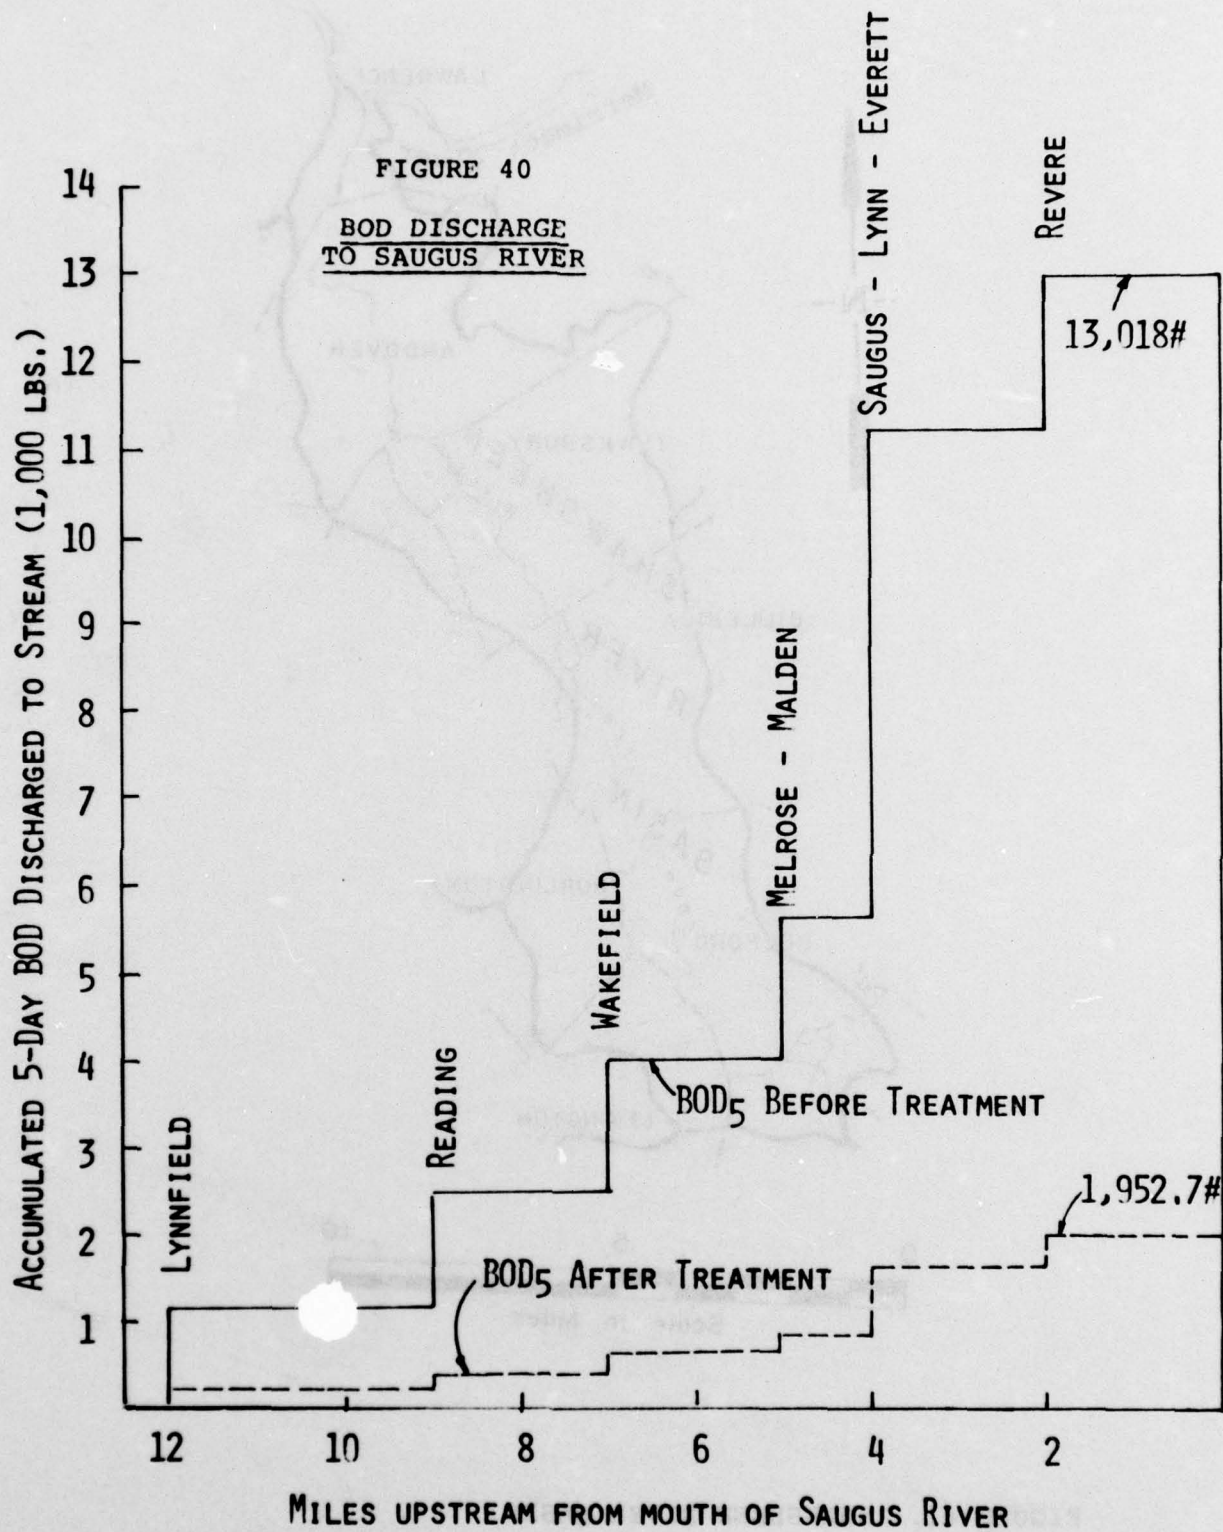 FIGURE 40
BOD DISCHARGE
TO SAUGUS RIVER
ACCUMULATED 5-DAY BOD DISCHARGED TO STREAM (1,000 LBS.)
14
13
12
11
10
9
8
7
6
5
4
3
2
1
LYNNFIELD
READING
WAKEFIELD
MELROSE - MALDEN
SAUGUS - LYNN - EVERETT
REVERE
13,018#
BOD5 BEFORE TREATMENT
1,952.7#
BOD5 AFTER TREATMENT
12 10 8 6 4 2
MILES UPSTREAM FROM MOUTH OF SAUGUS RIVER